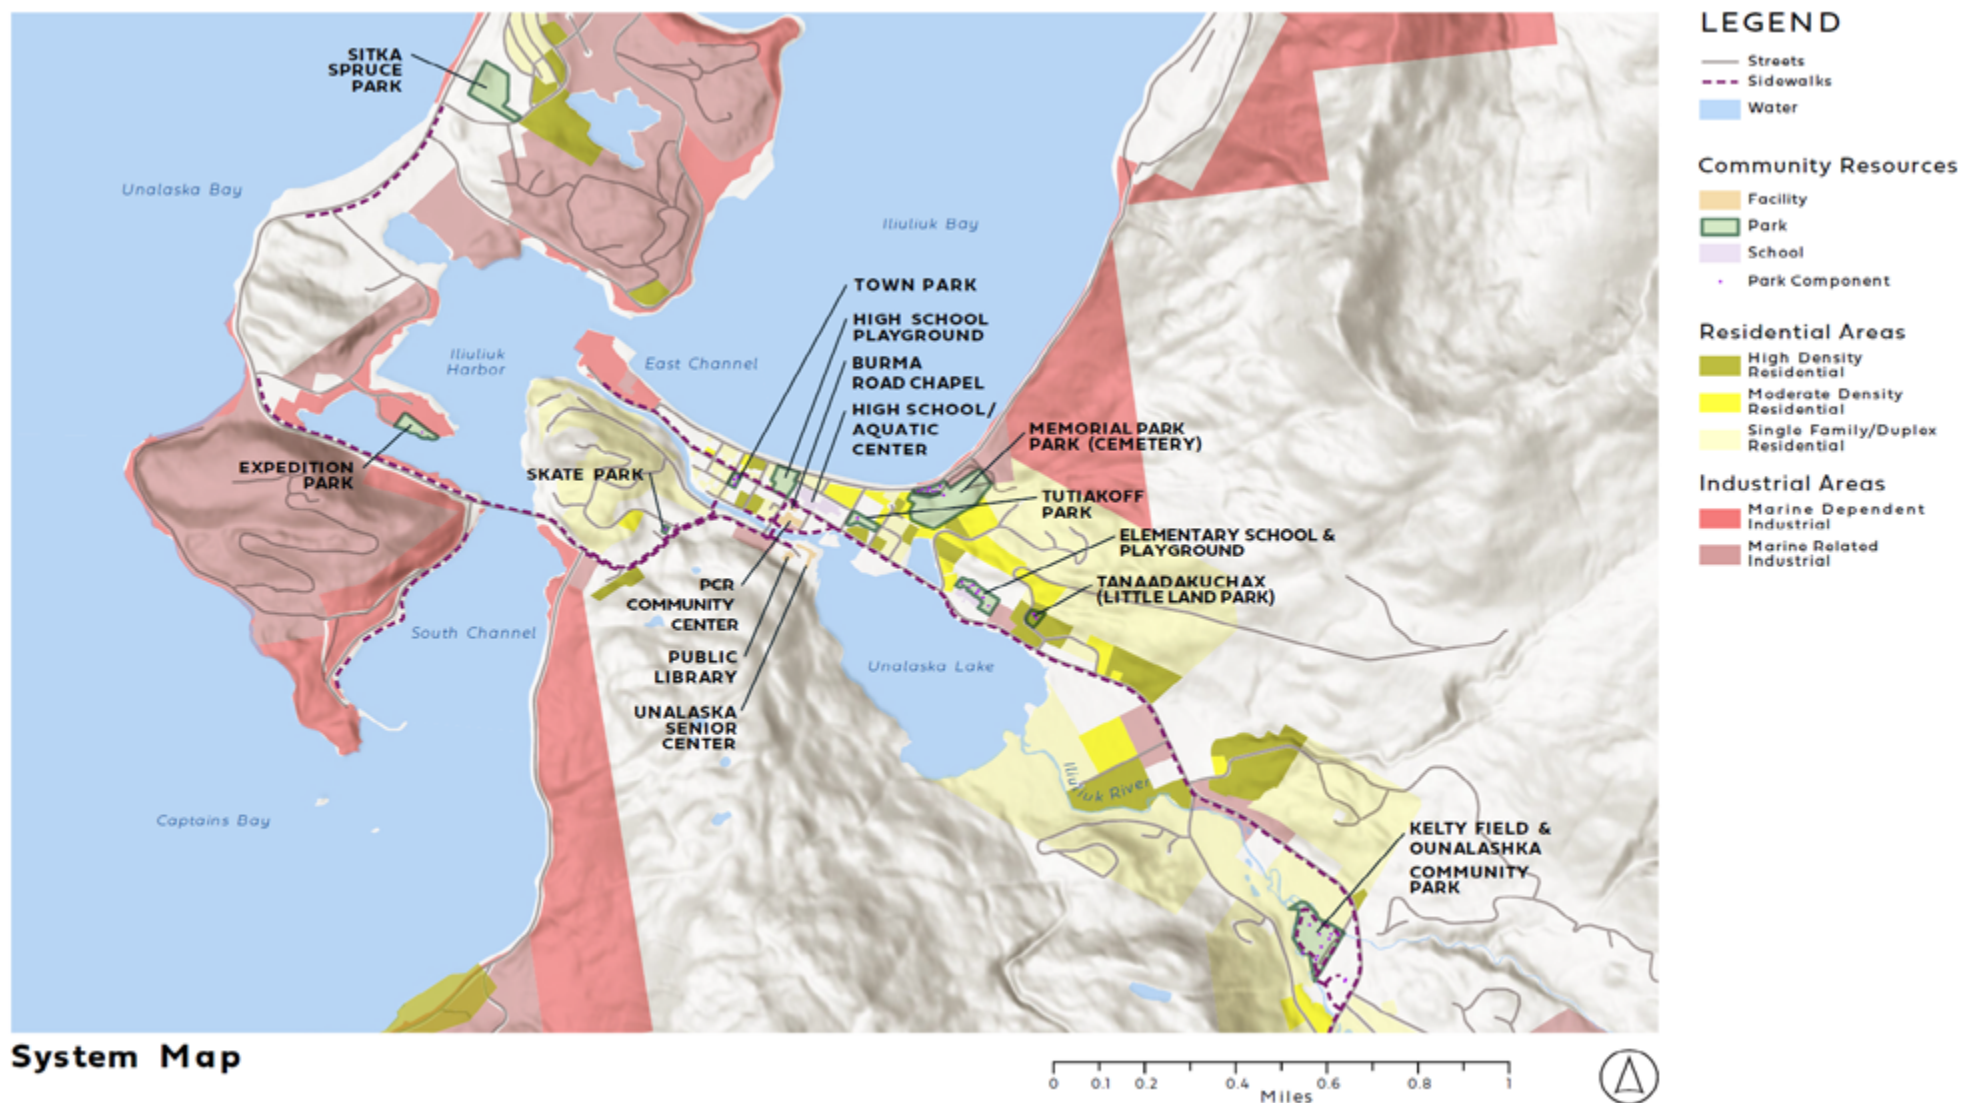 SITKA
SPRUCE
PARK
Unalaska Bay
Iliuliuk Bay
TOWN PARK
HIGH SCHOOL
PLAYGROUND
BURMA
ROAD CHAPEL
HIGH SCHOOL/
AQUATIC
CENTER
Iliuliuk
Harbor
East Channel
MEMORIAL PARK
PARK (CEMETERY)
EXPEDITION
PARK
SKATE PARK
TUTIAKOFF
PARK
ELEMENTARY SCHOOL &
PLAYGROUND
TANAADAKUCHAX
(LITTLE LAND PARK)
PCR
COMMUNITY
CENTER
South Channel
PUBLIC
LIBRARY
Unalaska Lake
UNALASKA
SENIOR
CENTER
Iliuliuk River
Captains Bay
KELTY FIELD &
OUNALASHKA
COMMUNITY
PARK
LEGEND
Streets
Sidewalks
Water
Community Resources
Facility
Park
School
Park Component
Residential Areas
High Density
Residential
Moderate Density
Residential
Single Family/Duplex
Residential
Industrial Areas
Marine Dependent
Industrial
Marine Related
Industrial
System Map
0 0.1 0.2 0.4 0.6 0.8 1
Miles